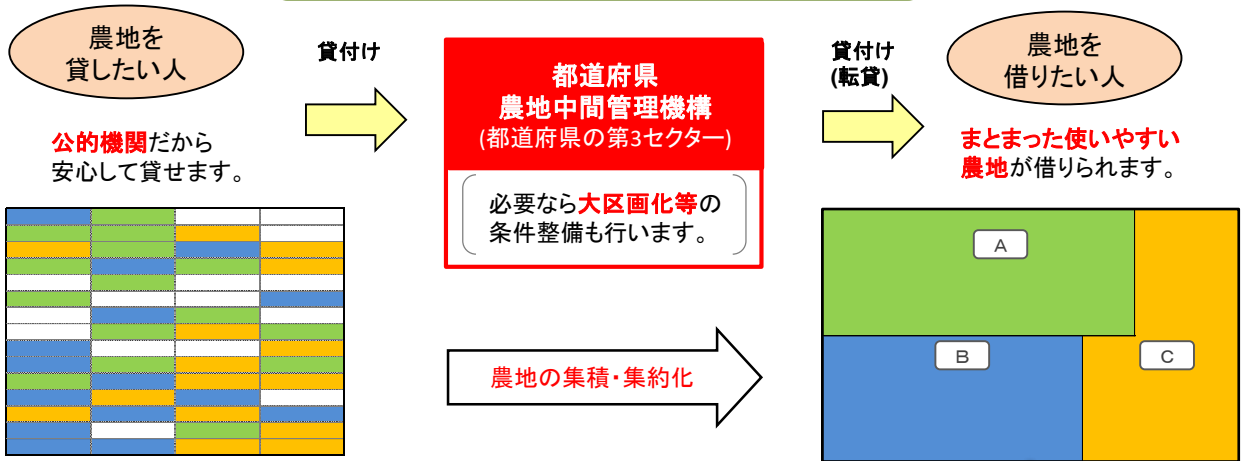 農地を
貸したい人
公的機関だから
安心して貸せます。
貸付け
都道府県
農地中間管理機構
(都道府県の第3セクター)
必要なら大区画化等の
条件整備も行います。
貸付け
(転貸)
農地を
借りたい人
まとまった使いやすい
農地が借りられます。
農地の集積・集約化
A
B
C